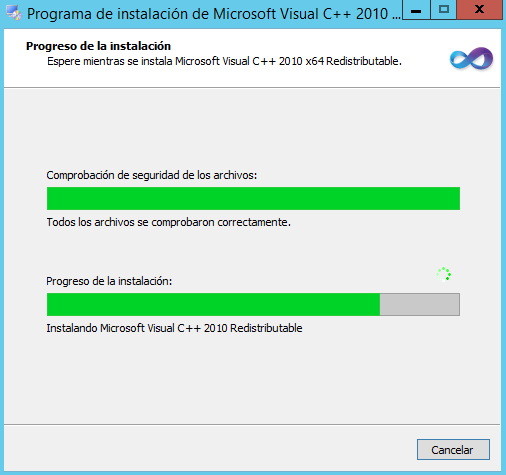 Programa de instalación de Microsoft Visual C++ 2010 ...
Progreso de la instalación
Espere mientras se instala Microsoft Visual C++ 2010 x64 Redistributable.
Comprobación de seguridad de los archivos:
Todos los archivos se comprobaron correctamente.
Progreso de la instalación:
Instalando Microsoft Visual C++ 2010 Redistributable
Cancelar